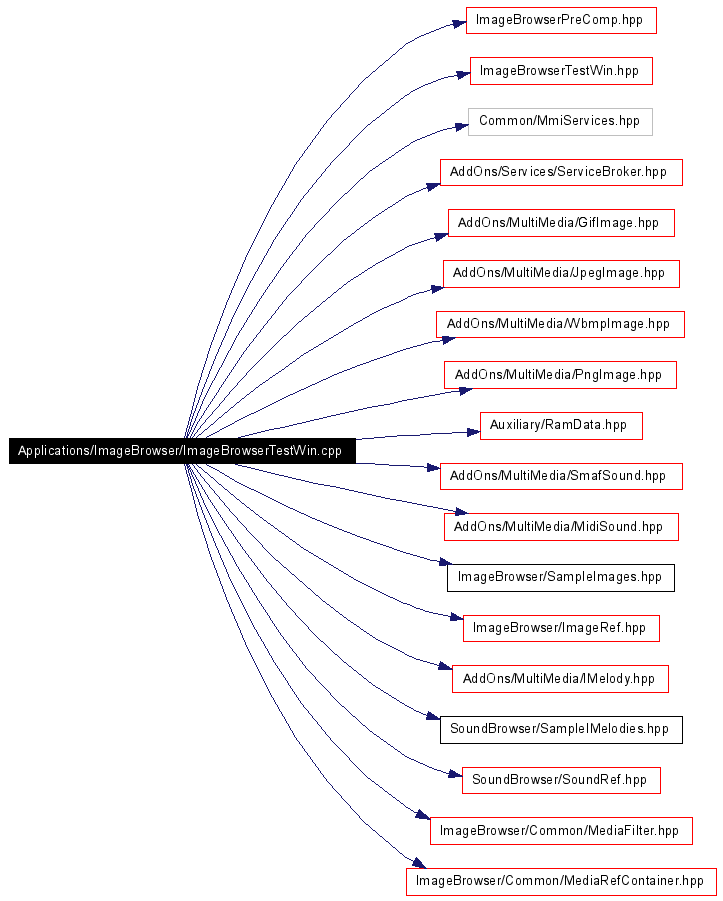 ImageBrowserPreComp.hpp
ImageBrowserTestWin.hpp
Common/MmiServices.hpp
AddOns/Services/ServiceBroker.hpp
AddOns/MultiMedia/GifImage.hpp
AddOns/MultiMedia/JpegImage.hpp
AddOns/MultiMedia/WbmpImage.hpp
AddOns/MultiMedia/PngImage.hpp
Auxiliary/RamData.hpp
Applications/ImageBrowser/ImageBrowserTestWin.cpp
AddOns/MultiMedia/SmafSound.hpp
AddOns/MultiMedia/MidiSound.hpp
ImageBrowser/SampleImages.hpp
ImageBrowser/ImageRef.hpp
AddOns/MultiMedia/IMelody.hpp
SoundBrowser/SampleIMelodies.hpp
SoundBrowser/SoundRef.hpp
ImageBrowser/Common/MediaFilter.hpp
ImageBrowser/Common/MediaRefContainer.hpp